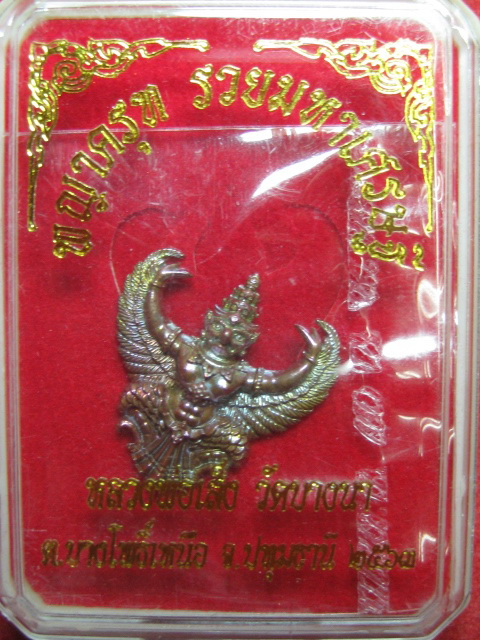 พญาครุฑ รวยมหาเศรษฐี
หลวงพ่อเส็ง วัดบางนา
ต.บางโพธิ์เหนือ จ.ปทุมธานี ๒๕๖๓